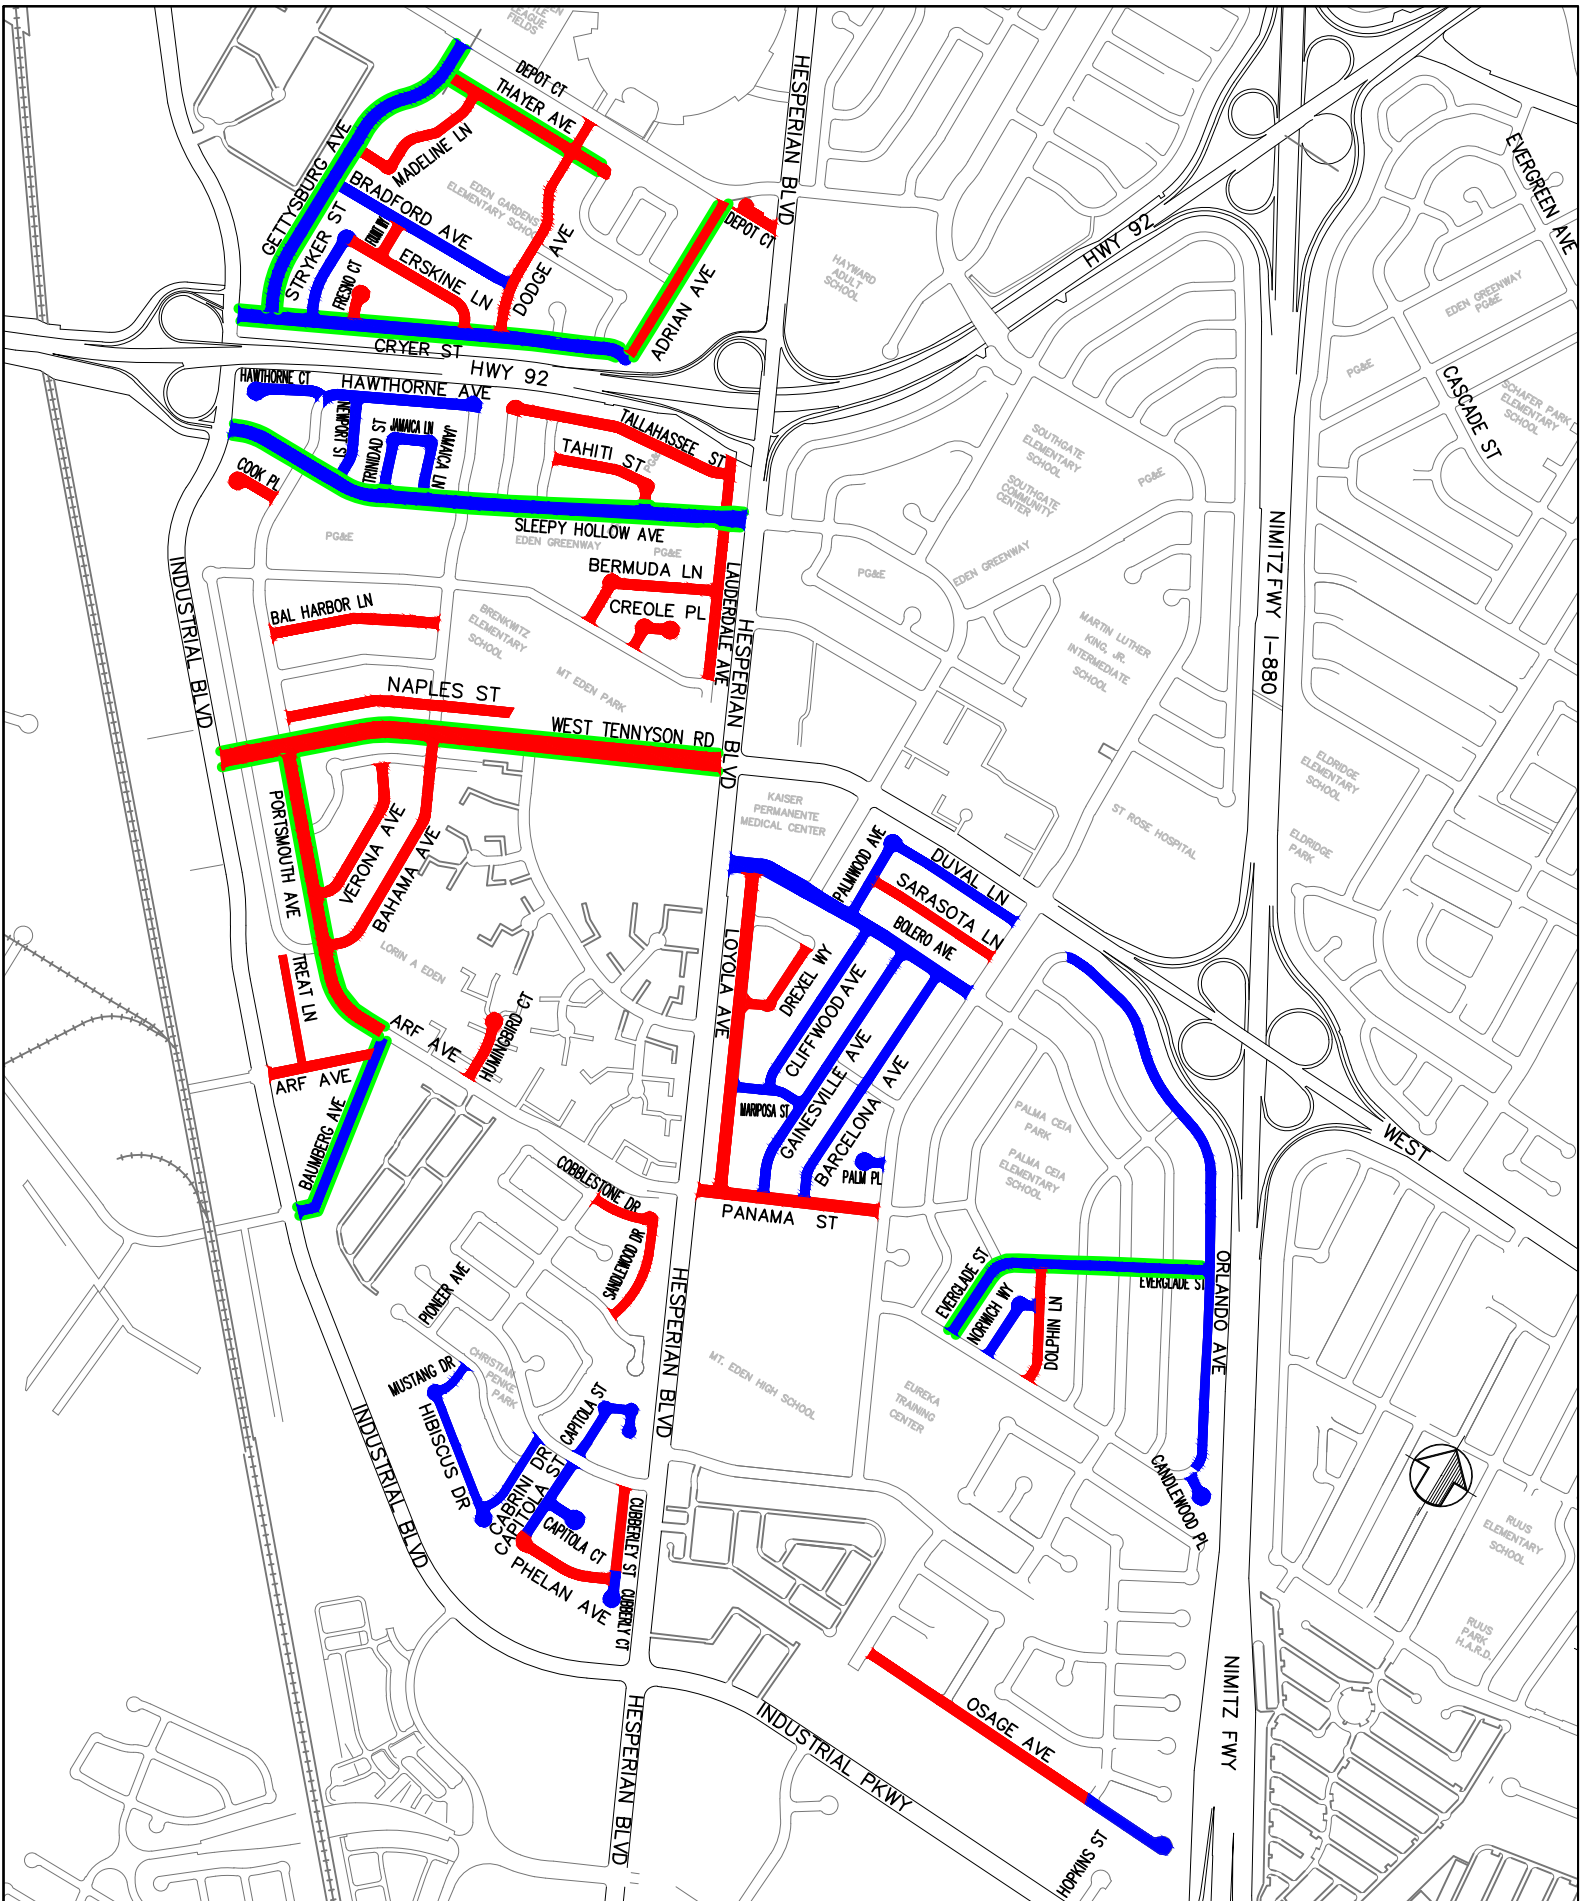 LEAGUE
FIELDS
DEPOT CT
THAYER AVE
HESPERIAN BLVD
MADELINE LN
GETTYSBURG AVE
EDEN GARDENS
ELEMENTARY SCHOOL
BRADFORD AVE
STRYKER ST
ERSKINE LN
FRESNO CT
DODGE AVE
DEPOT CT
ADRIAN AVE
CRYER ST
HWY 92
HWY 92
EVERGREEN AVE
HAYWARD
ADULT
SCHOOL
EDEN GREENWAY
PG&E
PG&E
CASCADE ST
SCHAFER PARK
ELEMENTARY
SCHOOL
HAWTHORNE CT
HAWTHORNE AVE
NEWPORT ST
TRINIDAD ST
JAMAICA LN
JAMAICA LN
TALLAHASSEE ST
TAHITI ST
PG&E
COOK PL
SLEEPY HOLLOW AVE
EDEN GREENWAY
PG&E
PG&E
SOUTHGATE
ELEMENTARY
SCHOOL
SOUTHGATE
COMMUNITY
CENTER
PG&E
EDEN GREENWAY
PG&E
NIMITZ FWY I-880
INDUSTRIAL BLVD
BERMUDA LN
CREOLE PL
LAUDERDALE AVE
HESPERIAN BLVD
BAL HARBOR LN
BRENKWITZ
ELEMENTARY
SCHOOL
MT EDEN PARK
MARTIN LUTHER
KING, JR.
INTERMEDIATE
SCHOOL
NAPLES ST
WEST TENNYSON RD
KAISER
PERMANENTE
MEDICAL CENTER
ST ROSE HOSPITAL
ELDRIDGE
ELEMENTARY
SCHOOL
ELDRIDGE
PARK
PORTSMOUTH AVE
VERONA AVE
BAHAMA AVE
LORIN A EDEN
PALMWOOD AVE
DUVAL LN
SARASOTA LN
BOLERO AVE
LOYOLA AVE
DREXEL WY
CLIFFWOOD AVE
GAINESVILLE AVE
BARCELONA AVE
MARIPOSA ST
PALM PL
PANAMA ST
TREAT LN
ARF AVE
ARF AVE
HUMINGBIRD CT
BAUMBERG AVE
PALMA CEIA
PARK
PALMA CEIA
ELEMENTARY
SCHOOL
WEST
COBBLESTONE DR
SANDLEWOOD DR
HESPERIAN BLVD
PIONEER AVE
EVERGLADE ST
EVERGLADE ST
NORWICH WY
DOLPHIN LN
ORLANDO AVE
CHRISTIAN
PENKE
PARK
MUSTANG DR
HIBISCUS DR
CABRINI DR
CAPITOLA ST
CAPITOLA ST
CAPITOLA CT
PHELAN AVE
CUBBERLEY ST
CUBBERLY CT
MT. EDEN HIGH SCHOOL
EUREKA
TRAINING
CENTER
CANDLEWOOD PL
RUUS
ELEMENTARY
SCHOOL
RUUS
PARK
H.A.R.D.
INDUSTRIAL BLVD
NIMITZ FWY
OSAGE AVE
INDUSTRIAL PKWY
HESPERIAN BLVD
HOPKINS ST